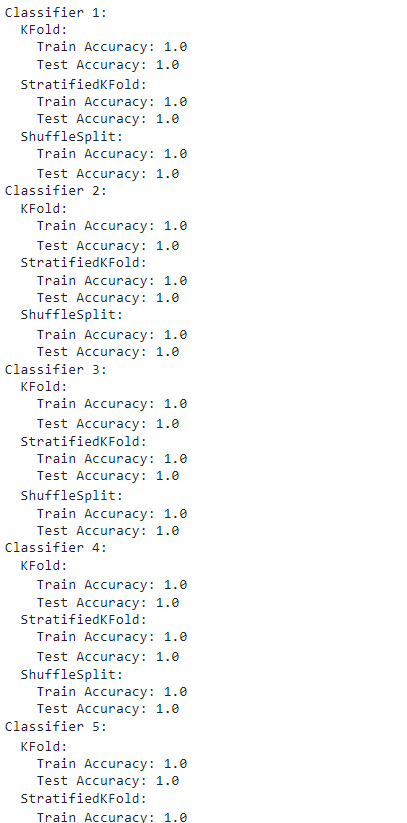 Classifier 1:
  KFold:
    Train Accuracy: 1.0
    Test Accuracy: 1.0
  StratifiedKFold:
    Train Accuracy: 1.0
    Test Accuracy: 1.0
  ShuffleSplit:
    Train Accuracy: 1.0
    Test Accuracy: 1.0
Classifier 2:
  KFold:
    Train Accuracy: 1.0
    Test Accuracy: 1.0
  StratifiedKFold:
    Train Accuracy: 1.0
    Test Accuracy: 1.0
  ShuffleSplit:
    Train Accuracy: 1.0
    Test Accuracy: 1.0
Classifier 3:
  KFold:
    Train Accuracy: 1.0
    Test Accuracy: 1.0
  StratifiedKFold:
    Train Accuracy: 1.0
    Test Accuracy: 1.0
  ShuffleSplit:
    Train Accuracy: 1.0
    Test Accuracy: 1.0
Classifier 4:
  KFold:
    Train Accuracy: 1.0
    Test Accuracy: 1.0
  StratifiedKFold:
    Train Accuracy: 1.0
    Test Accuracy: 1.0
  ShuffleSplit:
    Train Accuracy: 1.0
    Test Accuracy: 1.0
Classifier 5:
  KFold:
    Train Accuracy: 1.0
    Test Accuracy: 1.0
  StratifiedKFold:
    Train Accuracy: 1.0